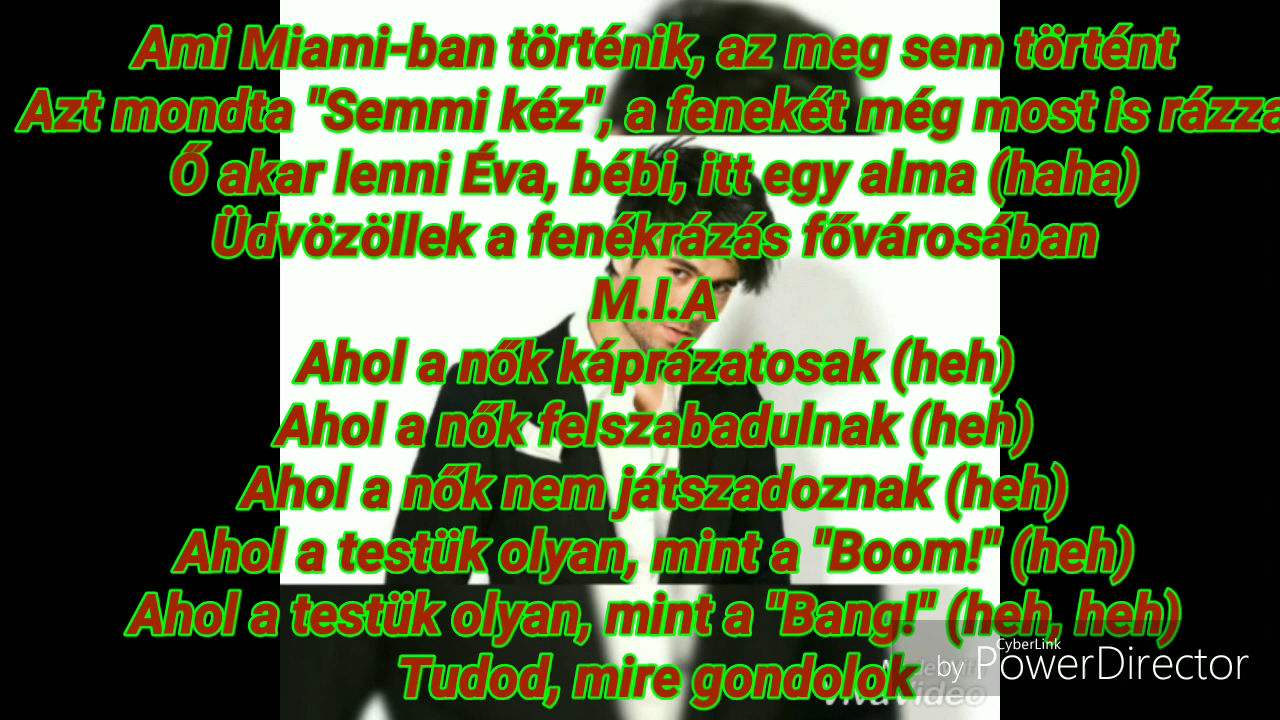 Ami Miami-ban történik, az meg sem történt
Azt mondta "Semmi kéz", a fenekét még most is rázza
Ő akar lenni Éva, bébi, itt egy alma (haha)
Üdvözöllek a fenékrázás fővárosában
M.I.A
Ahol a nők káprázatosak (heh)
Ahol a nők felszabadulnak (heh)
Ahol a nők nem játszadoznak (heh)
Ahol a testük olyan, mint a "Boom!" (heh)
Ahol a testük olyan, mint a "Bang!" (heh, heh)
Tudod, mire gondolok
CyberLink
by PowerDirector
VivaVideo